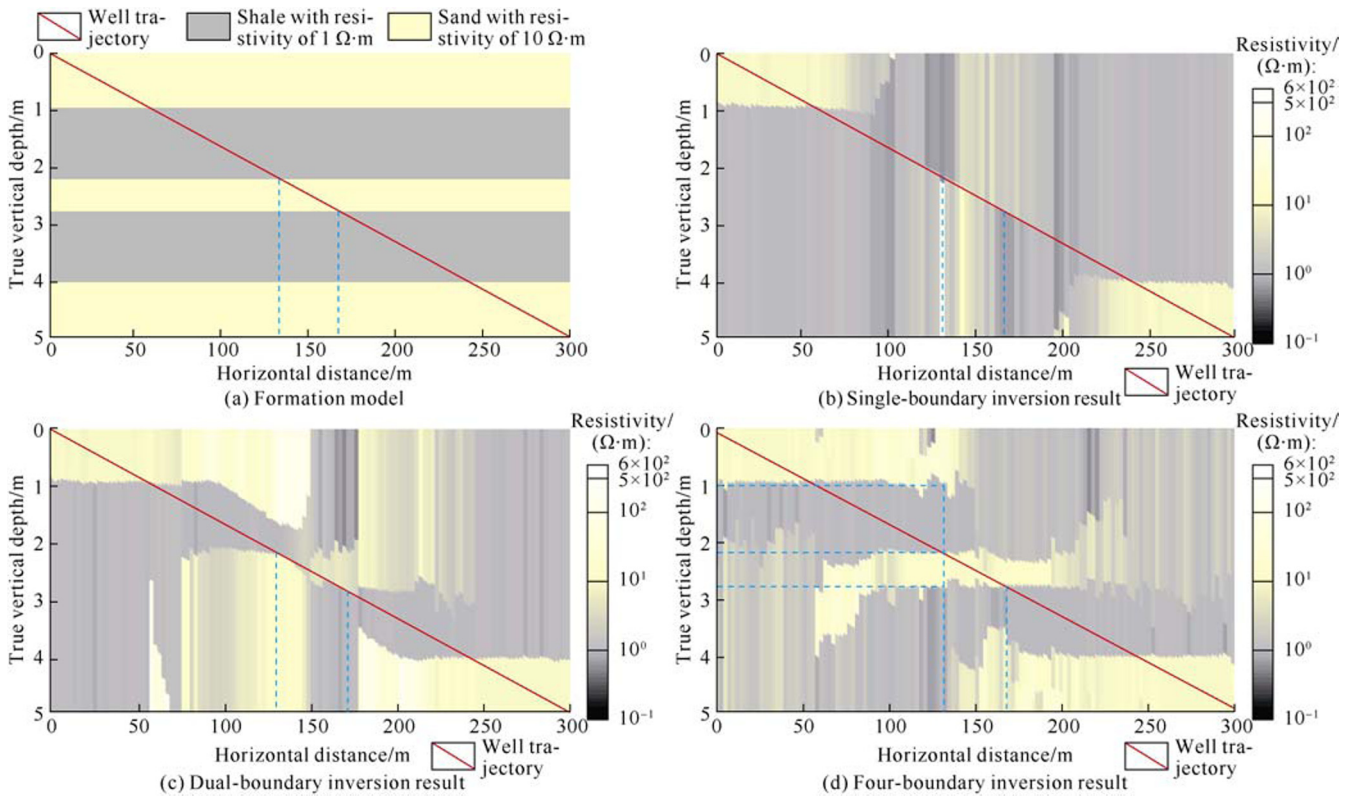 Well tra-
jectory
Shale with resi-
stivity of 1 Ω·m
Sand with resi-
stivity of 10 Ω·m
True vertical depth/m
0
1
2
3
4
5
0 50 100 150 200 250 300
Horizontal distance/m
(a) Formation model
Resistivity/
(Ω·m):
6×10²
5×10²
10²
10¹
10⁰
10⁻¹
True vertical depth/m
0
1
2
3
4
5
0 50 100 150 200 250 300
Horizontal distance/m
Well tra-
jectory
(b) Single-boundary inversion result
Resistivity/
(Ω·m):
6×10²
5×10²
10²
10¹
10⁰
10⁻¹
True vertical depth/m
0
1
2
3
4
5
0 50 100 150 200 250 300
Horizontal distance/m
Well tra-
jectory
(c) Dual-boundary inversion result
Resistivity/
(Ω·m):
6×10²
5×10²
10²
10¹
10⁰
10⁻¹
True vertical depth/m
0
1
2
3
4
5
0 50 100 150 200 250 300
Horizontal distance/m
Well tra-
jectory
(d) Four-boundary inversion result